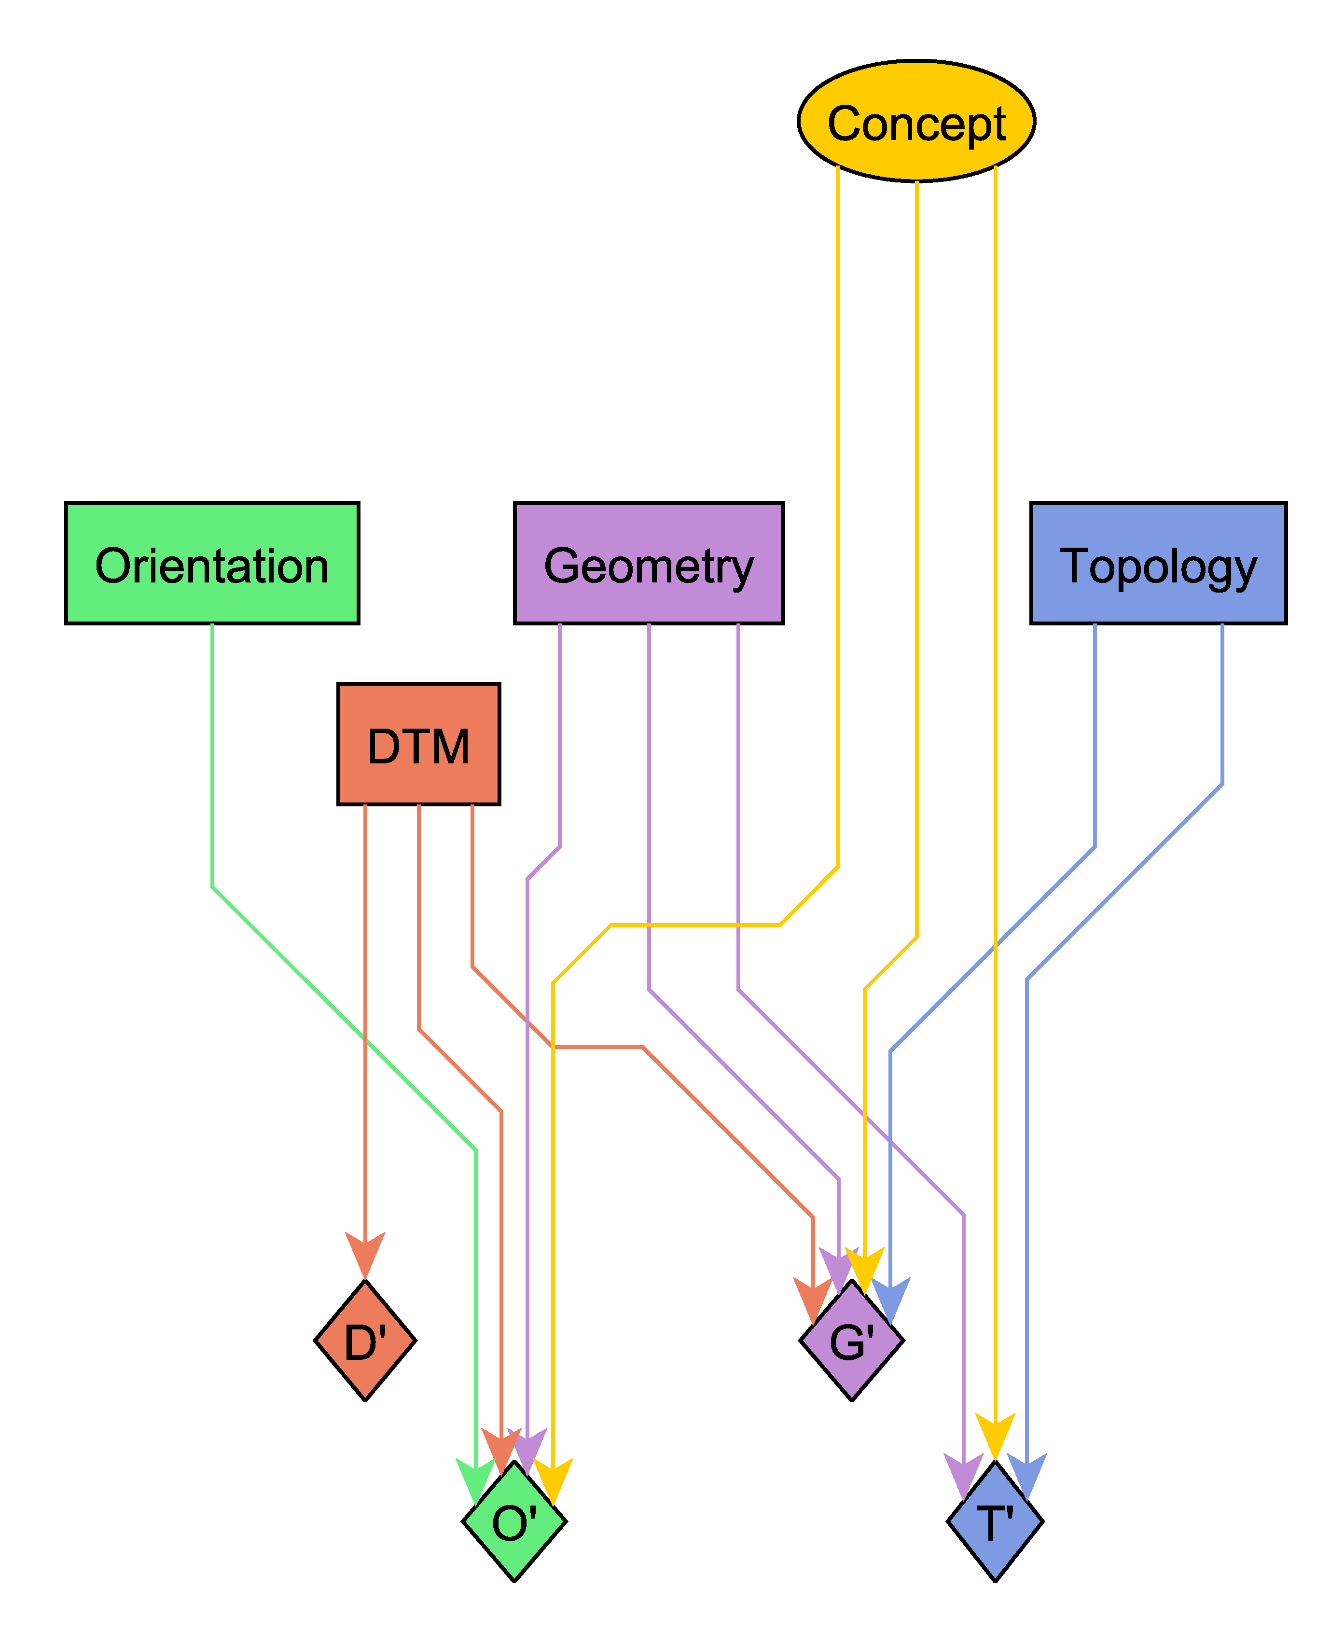 Concept
Orientation
Geometry
Topology
DTM
D'
G'
O'
T'